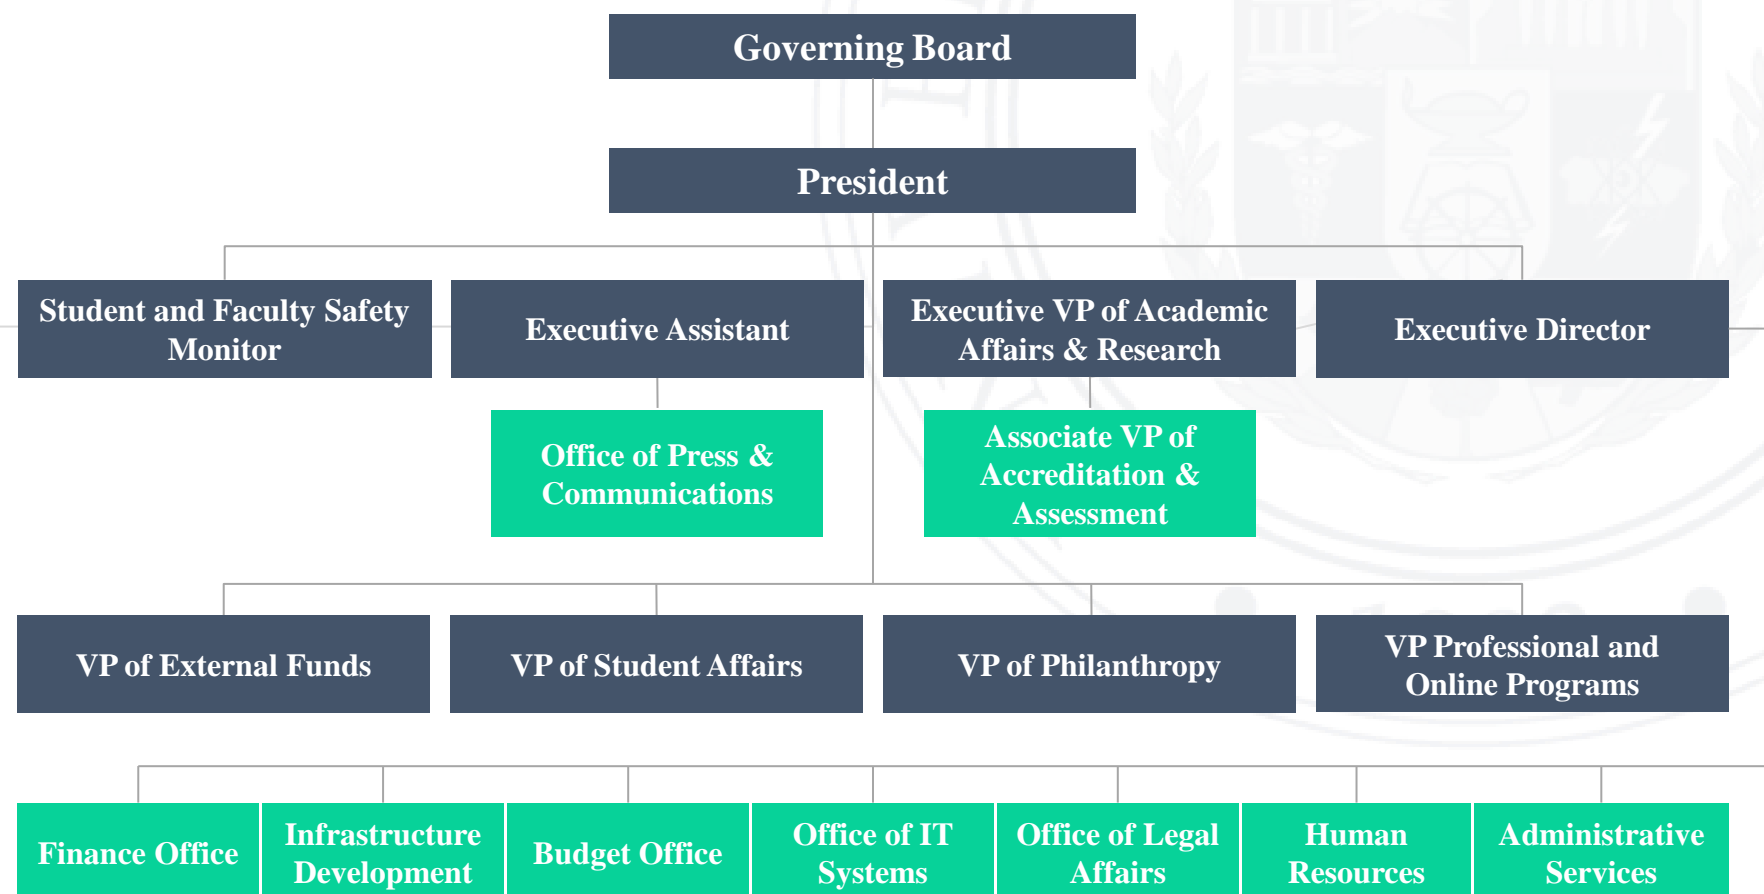 Governing Board
President
Student and Faculty Safety
Monitor
Executive Assistant
Executive VP of Academic
Affairs & Research
Executive Director
Office of Press &
Communications
Associate VP of
Accreditation &
Assessment
VP of External Funds
VP of Student Affairs
VP of Philanthropy
VP Professional and
Online Programs
Finance Office
Infrastructure
Development
Budget Office
Office of IT
Systems
Office of Legal
Affairs
Human
Resources
Administrative
Services